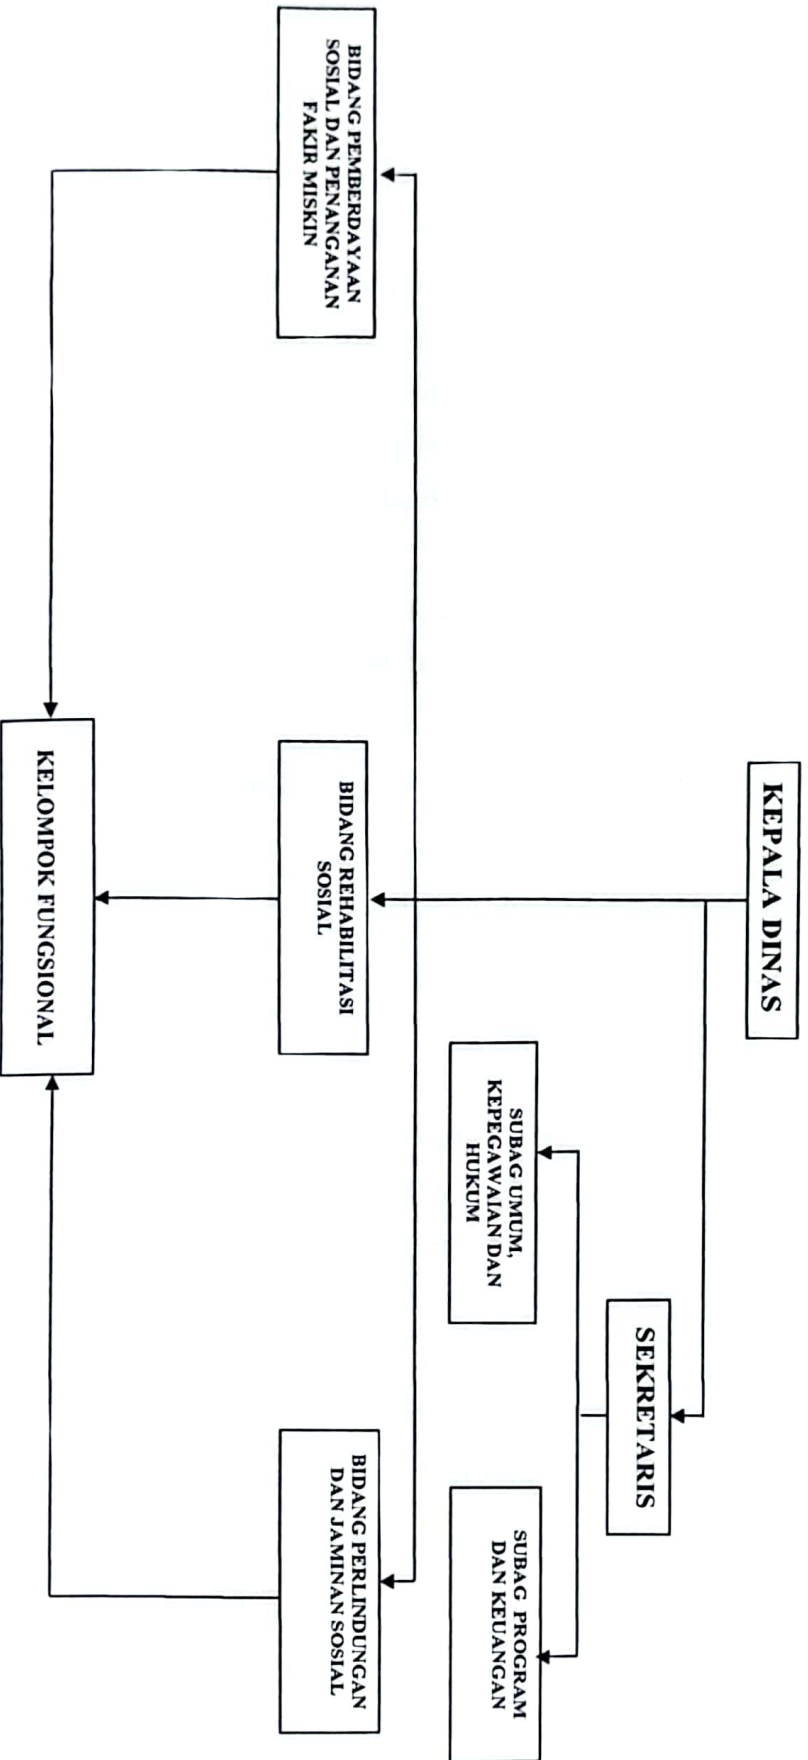 KEPALA DINAS
SEKRETARIS
SUBAG UMUM,
KEPEGAWAIAN DAN
HUKUM
SUBAG PROGRAM
DAN KEUANGAN
BIDANG PEMBERDAYAAN
SOSIAL DAN PENANGANAN
FAKIR MISKIN
BIDANG REHABILITASI
SOSIAL
BIDANG PERLINDUNGAN
DAN JAMINAN SOSIAL
KELOMPOK FUNGSIONAL